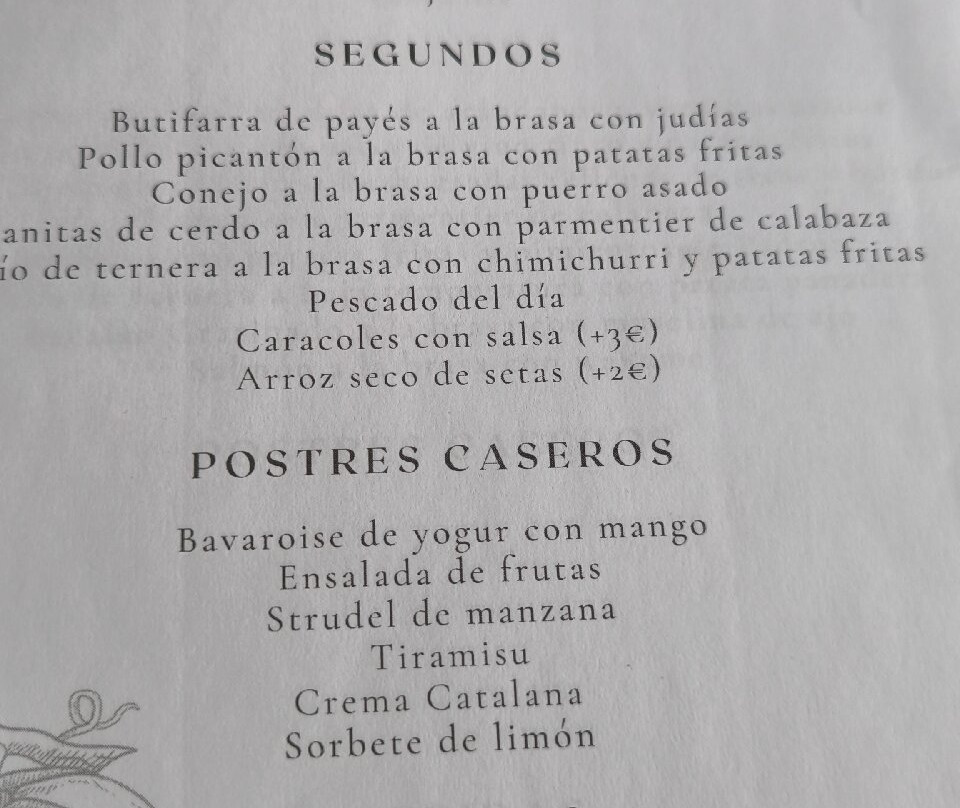 SEGUNDOS
Butifarra de payés a la brasa con judías
Pollo picantón a la brasa con patatas fritas
Conejo a la brasa con puerro asado
anitas de cerdo a la brasa con parmentier de calabaza
ío de ternera a la brasa con chimichurri y patatas fritas
Pescado del día
Caracoles con salsa (+3€)
Arroz seco de setas (+2€)
POSTRES CASEROS
Bavaroise de yogur con mango
Ensalada de frutas
Strudel de manzana
Tiramisu
Crema Catalana
Sorbete de limón